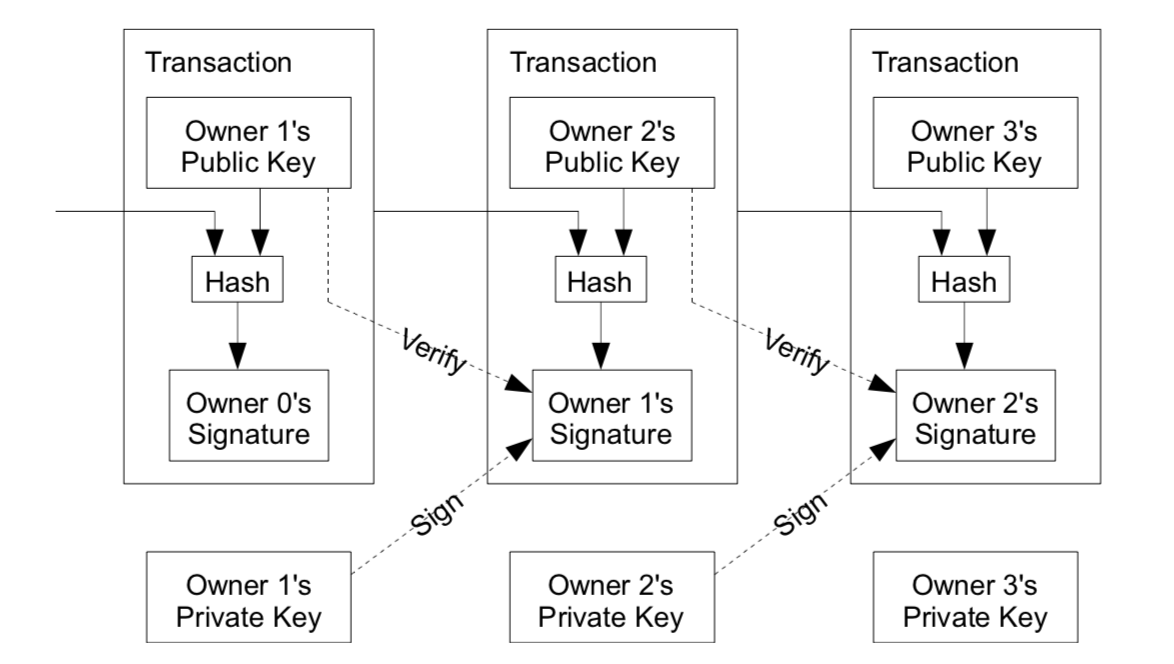 Transaction
Transaction
Transaction
Owner 1's
Public Key
Owner 2's
Public Key
Owner 3's
Public Key
Hash
Hash
Hash
Verify
Verify
Owner 0's
Signature
Owner 1's
Signature
Owner 2's
Signature
Sign
Sign
Owner 1's
Private Key
Owner 2's
Private Key
Owner 3's
Private Key